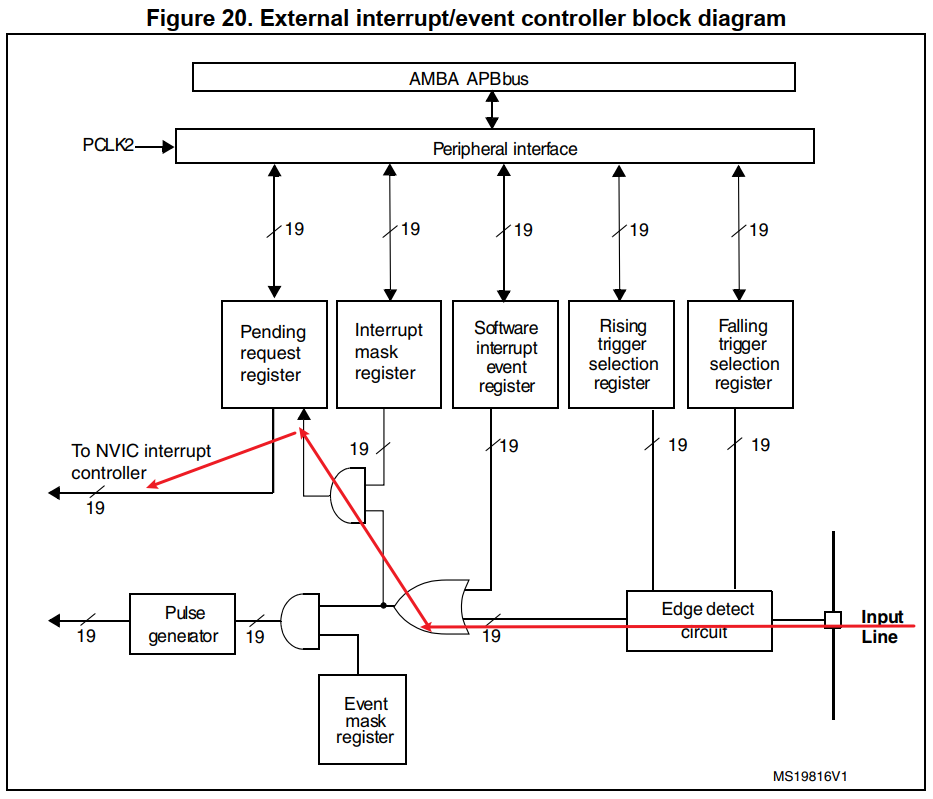 Figure 20. External interrupt/event controller block diagram
AMBA APB bus
PCLK2
Peripheral interface
19
19
19
19
19
Pending
request
register
Interrupt
mask
register
Software
interrupt
event
register
Rising
trigger
selection
register
Falling
trigger
selection
register
To NVIC interrupt
controller
19
19
19
19
19
Pulse
generator
19
19
19
Edge detect
circuit
Input
Line
Event
mask
register
MS19816V1